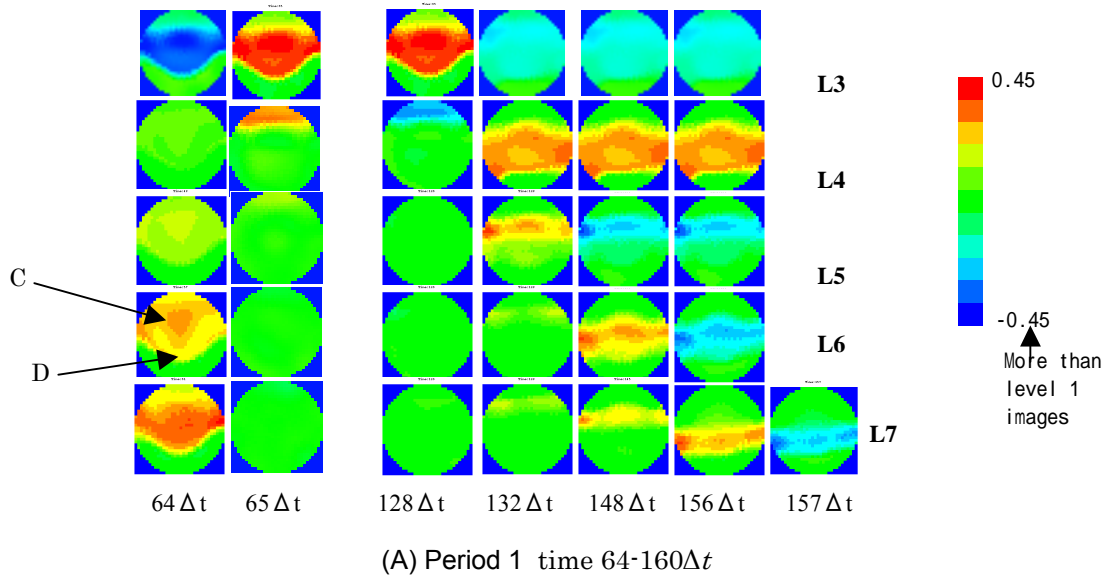 L3
L4
L5
L6
L7
C
D
0.45
-0.45
More than
level 1
images
64Δt
65Δt
128Δt
132Δt
148Δt
156Δt
157Δt
(A) Period 1 time 64-160Δt